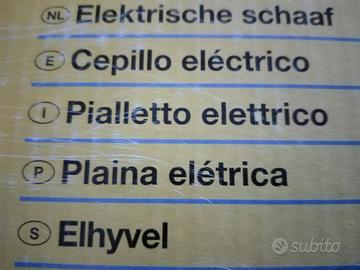 NL Elektrische schaaf
E Cepillo eléctrico
I Pialletto elettrico
P Plaina elétrica
S Elhyvel
subito